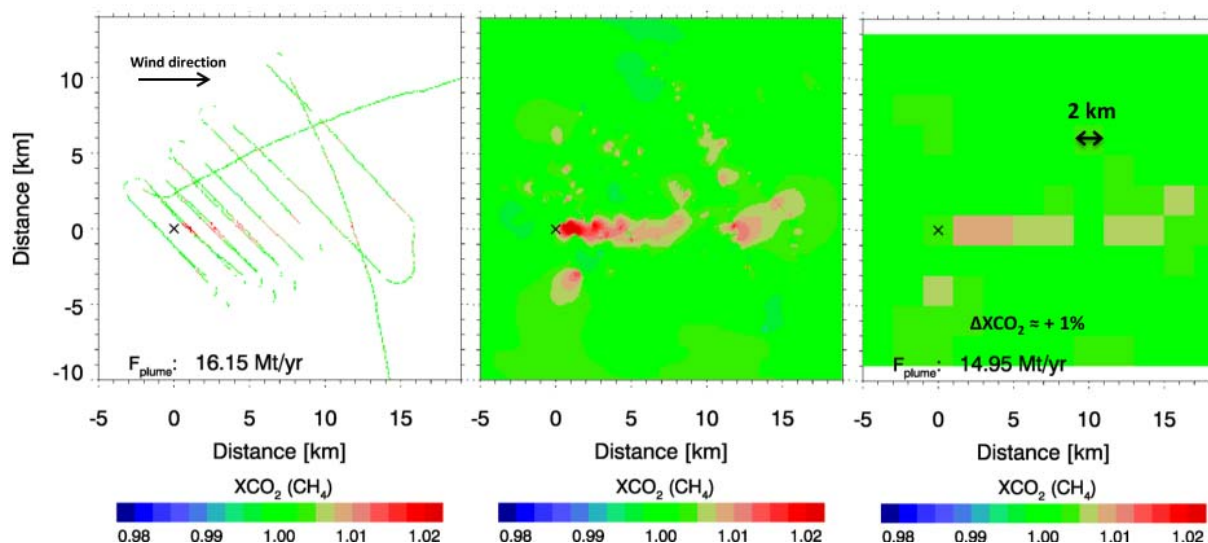 Wind direction
2 km
ΔXCO₂ ≈ + 1%
F_plume: 16.15 Mt/yr
F_plume: 14.95 Mt/yr
Distance [km]
10
5
0
-5
-10
-5 0 5 10 15
-5 0 5 10 15
-5 0 5 10 15
Distance [km]
Distance [km]
Distance [km]
XCO₂ (CH₄)
XCO₂ (CH₄)
XCO₂ (CH₄)
0.98 0.99 1.00 1.01 1.02
0.98 0.99 1.00 1.01 1.02
0.98 0.99 1.00 1.01 1.02